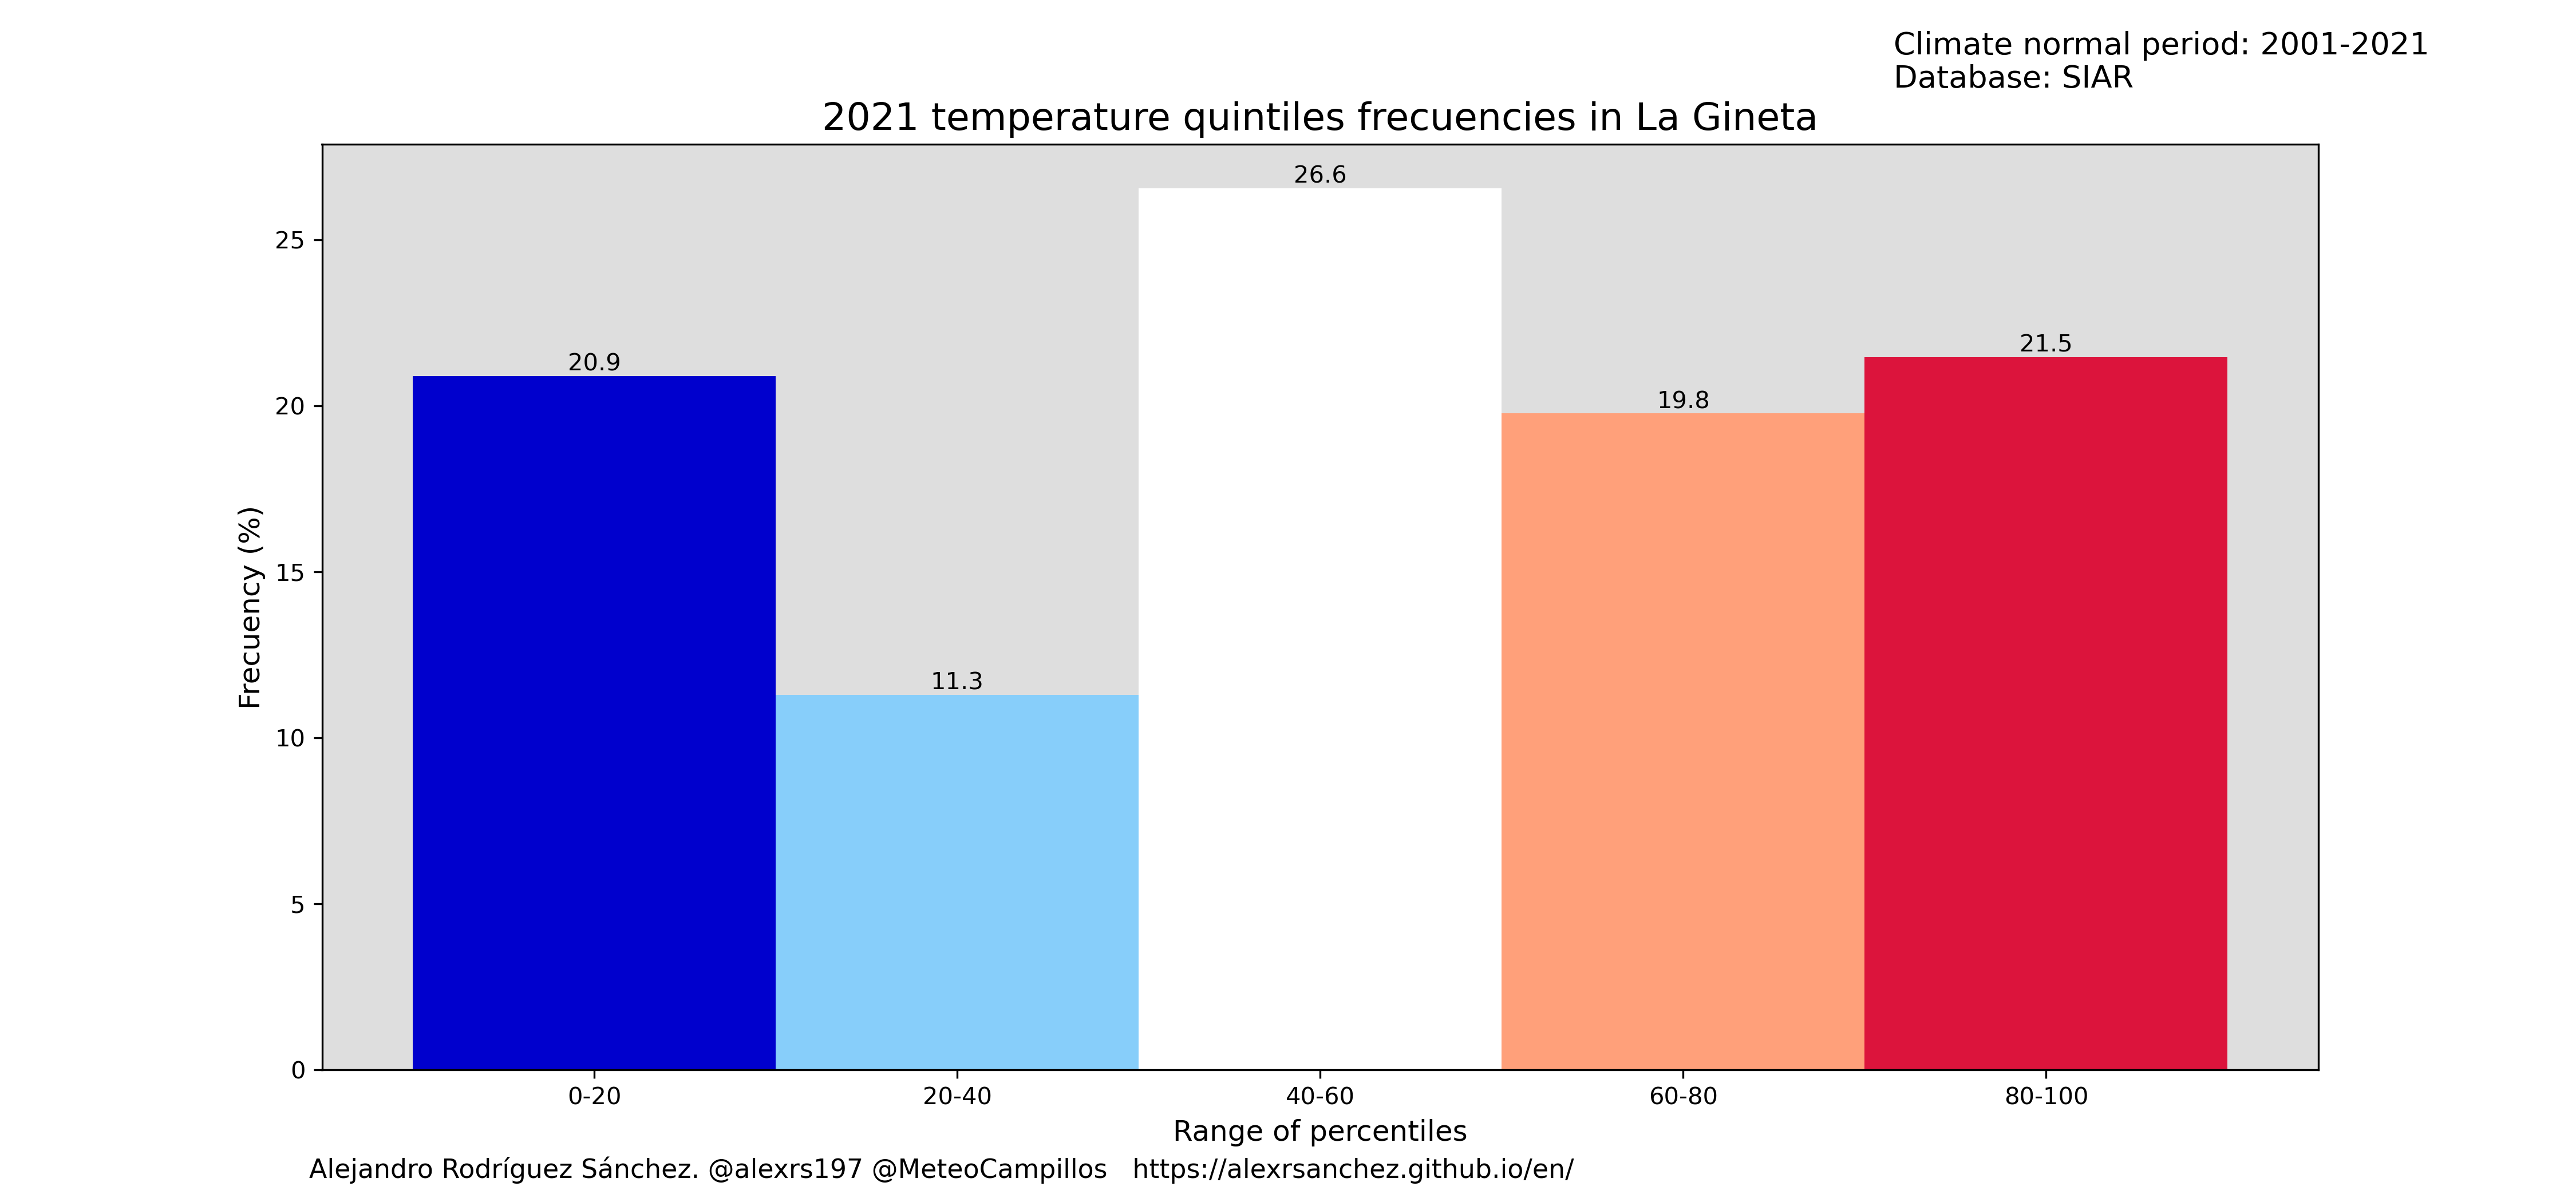 Climate normal period: 2001-2021
Database: SIAR
2021 temperature quintiles frecuencies in La Gineta
26.6
25
21.5
20.9
20
19.8
15
Frecuency (%)
11.3
10
5
0
0-20 20-40 40-60 60-80 80-100
Range of percentiles
Alejandro Rodríguez Sánchez. @alexrs197 @MeteoCampillos https://alexrsanchez.github.io/en/